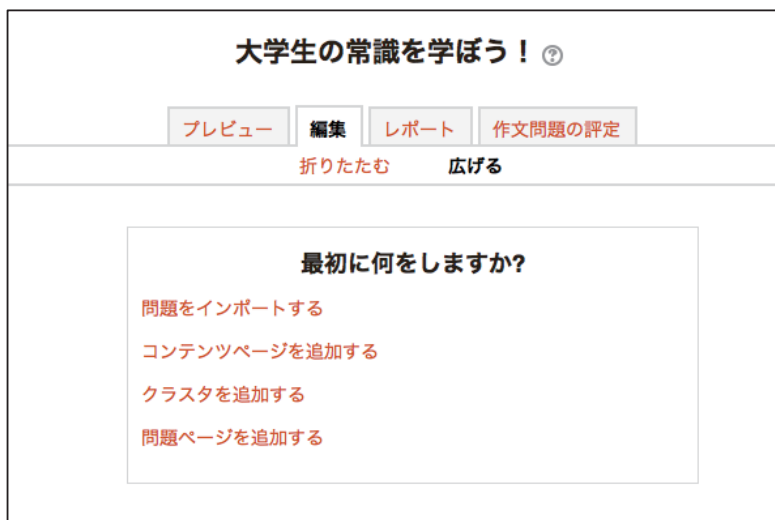 大学生の常識を学ぼう！ ?
プレビュー 編集 レポート 作文問題の評定
折りたたむ 広げる
最初に何をしますか?
問題をインポートする
コンテンツページを追加する
クラスタを追加する
問題ページを追加する